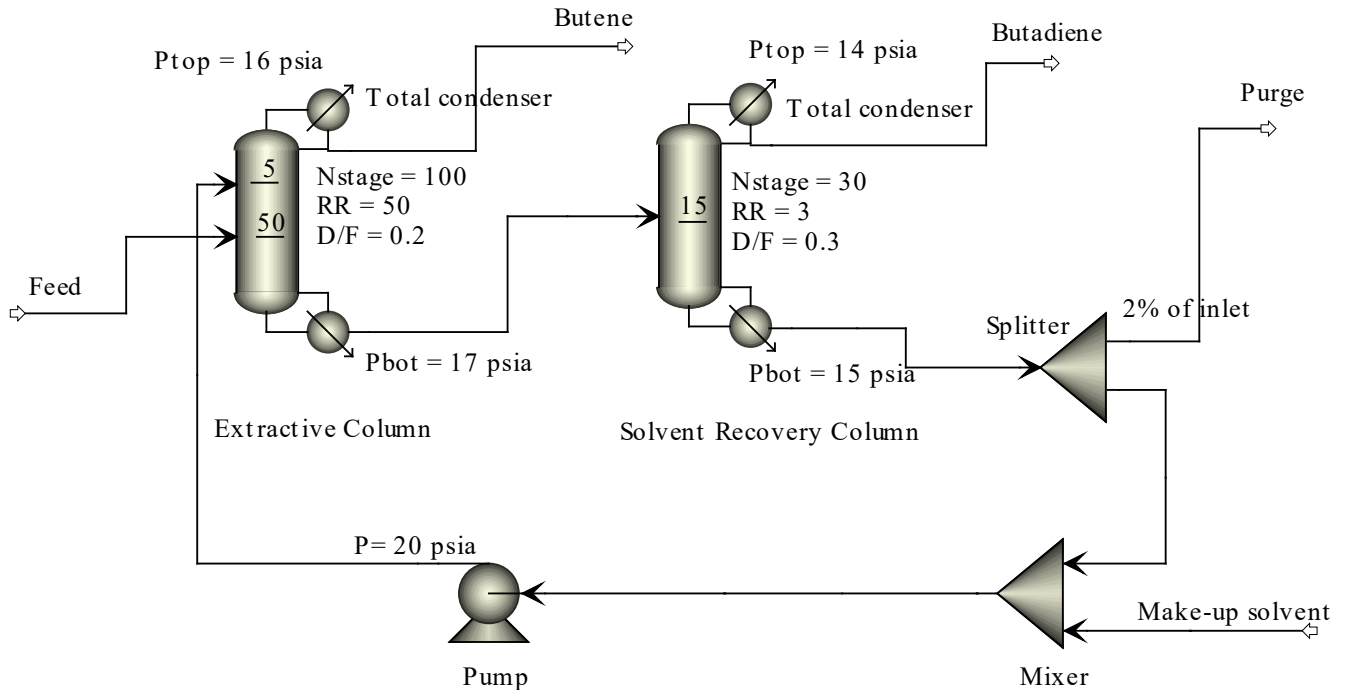 Butene
Ptop = 16 psia
Total condenser
5
50
Nstage = 100
RR = 50
D/F = 0.2
Feed
Pbot = 17 psia
Extractive Column
Butadiene
Ptop = 14 psia
Total condenser
15
Nstage = 30
RR = 3
D/F = 0.3
Pbot = 15 psia
Solvent Recovery Column
Purge
2% of inlet
Splitter
P= 20 psia
Pump
Make-up solvent
Mixer